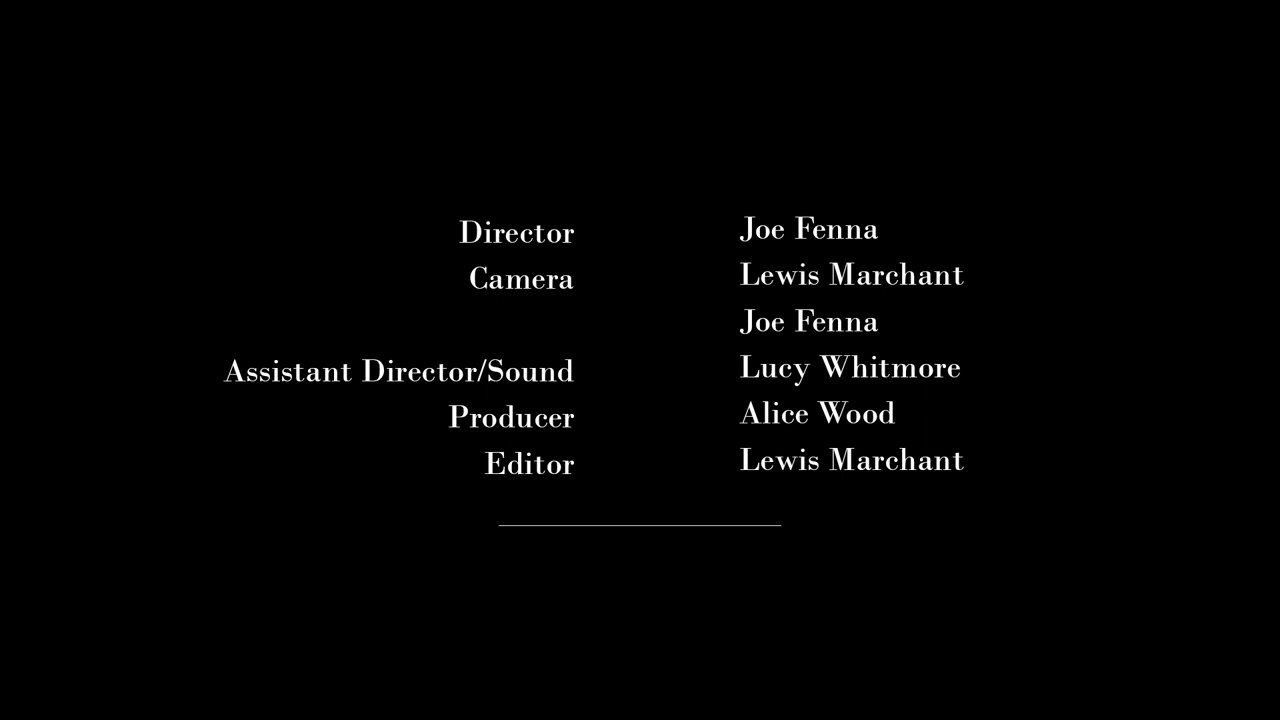 Director Joe Fenna
Camera Lewis Marchant
Joe Fenna
Assistant Director/Sound Lucy Whitmore
Producer Alice Wood
Editor Lewis Marchant